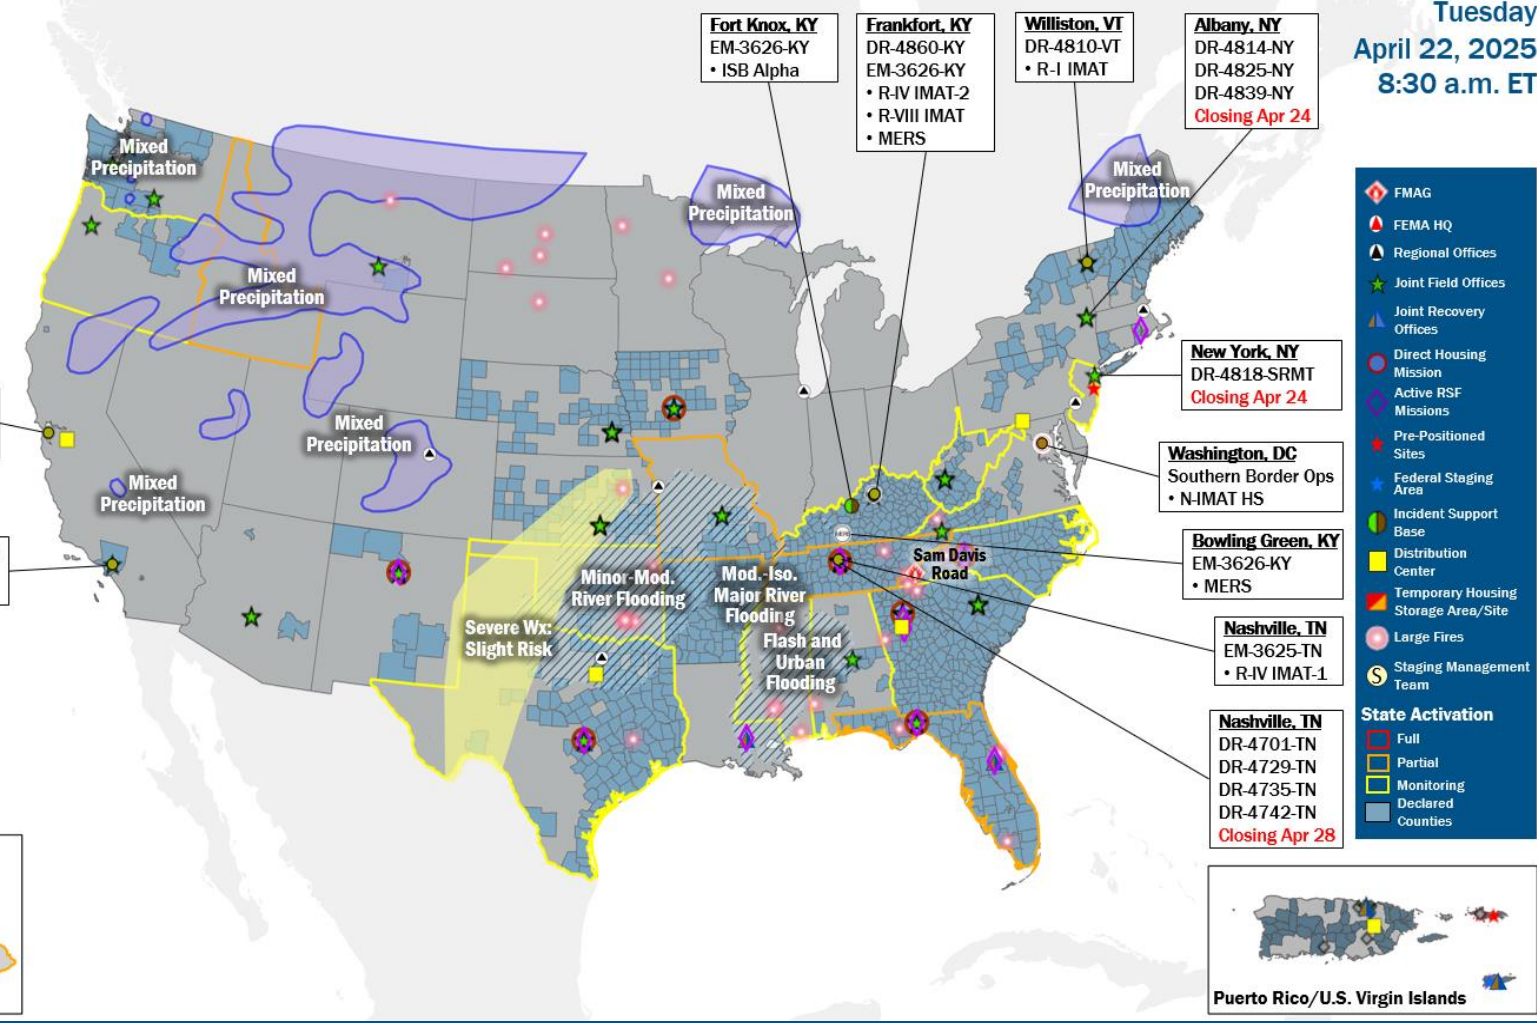 Tuesday
April 22, 2025
8:30 a.m. ET
Fort Knox, KY
EM-3626-KY
• ISB Alpha
Frankfort, KY
DR-4860-KY
EM-3626-KY
• R-IV IMAT-2
• R-VIII IMAT
• MERS
Williston, VT
DR-4810-VT
• R-I IMAT
Albany, NY
DR-4814-NY
DR-4825-NY
DR-4839-NY
Closing Apr 24
Mixed
Precipitation
Mixed
Precipitation
Mixed
Precipitation
Mixed
Precipitation
Mixed
Precipitation
Mixed
Precipitation
New York, NY
DR-4818-SRMT
Closing Apr 24
Washington, DC
Southern Border Ops
• N-IMAT HS
Bowling Green, KY
EM-3626-KY
• MERS
Nashville, TN
EM-3625-TN
• R-IV IMAT-1
Nashville, TN
DR-4701-TN
DR-4729-TN
DR-4735-TN
DR-4742-TN
Closing Apr 28
MERS
Sam Davis
Road
Minor-Mod.
River Flooding
Mod.-Iso.
Major River
Flooding
Severe Wx:
Slight Risk
Flash and
Urban
Flooding
FMAG
FEMA HQ
Regional Offices
Joint Field Offices
Joint Recovery
Offices
Direct Housing
Mission
Active RSF
Missions
Pre-Positioned
Sites
Federal Staging
Area
Incident Support
Base
Distribution
Center
Temporary Housing
Storage Area/Site
Large Fires
S
Staging Management
Team
State Activation
Full
Partial
Monitoring
Declared
Counties
Puerto Rico/U.S. Virgin Islands